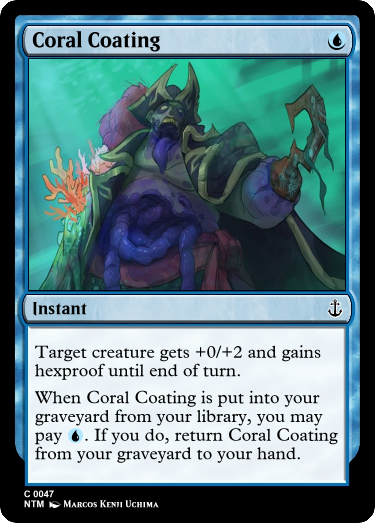 Coral Coating
Instant
Target creature gets +0/+2 and gains
hexproof until end of turn.
When Coral Coating is put into your
graveyard from your library, you may
pay . If you do, return Coral Coating
from your graveyard to your hand.
C 0047
NTM Marcos Kenji Uchima